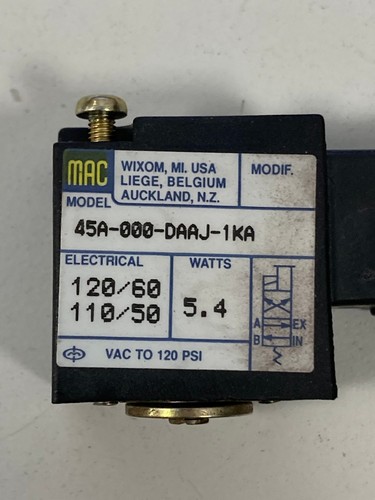 MAC
WIXOM, MI. USA
LIEGE, BELGIUM
AUCKLAND, N.Z.
MODIF.
MODEL
45A-000-DAAJ-1KA
ELECTRICAL
120/60
110/50
WATTS
5.4
A EX
B IN
VAC TO 120 PSI